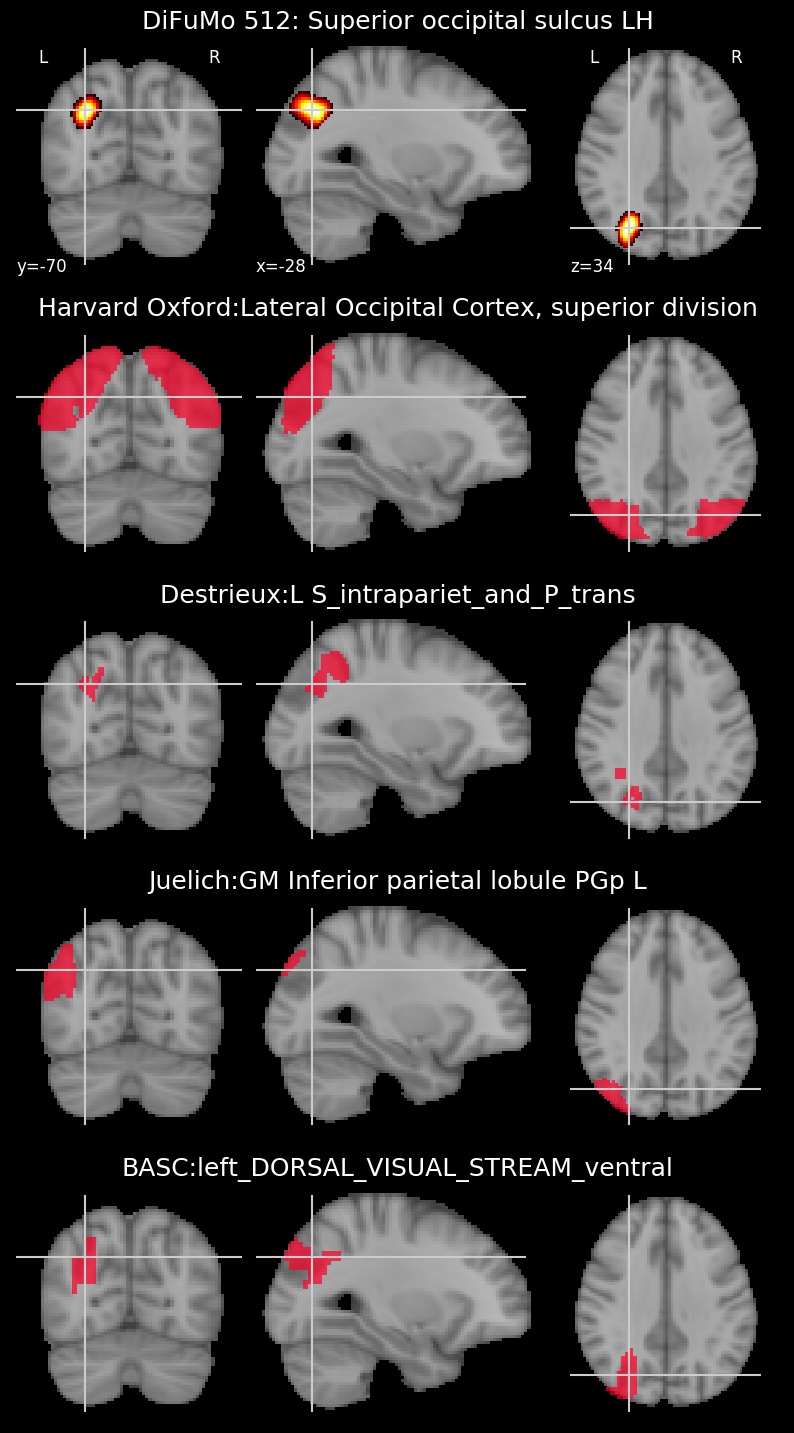 DiFuMo 512: Superior occipital sulcus LH
L R L R
y=-70 x=-28 z=34
Harvard Oxford:Lateral Occipital Cortex, superior division
Destrieux:L S_intrapariet_and_P_trans
Juelich:GM Inferior parietal lobule PGp L
BASC:left_DORSAL_VISUAL_STREAM_ventral